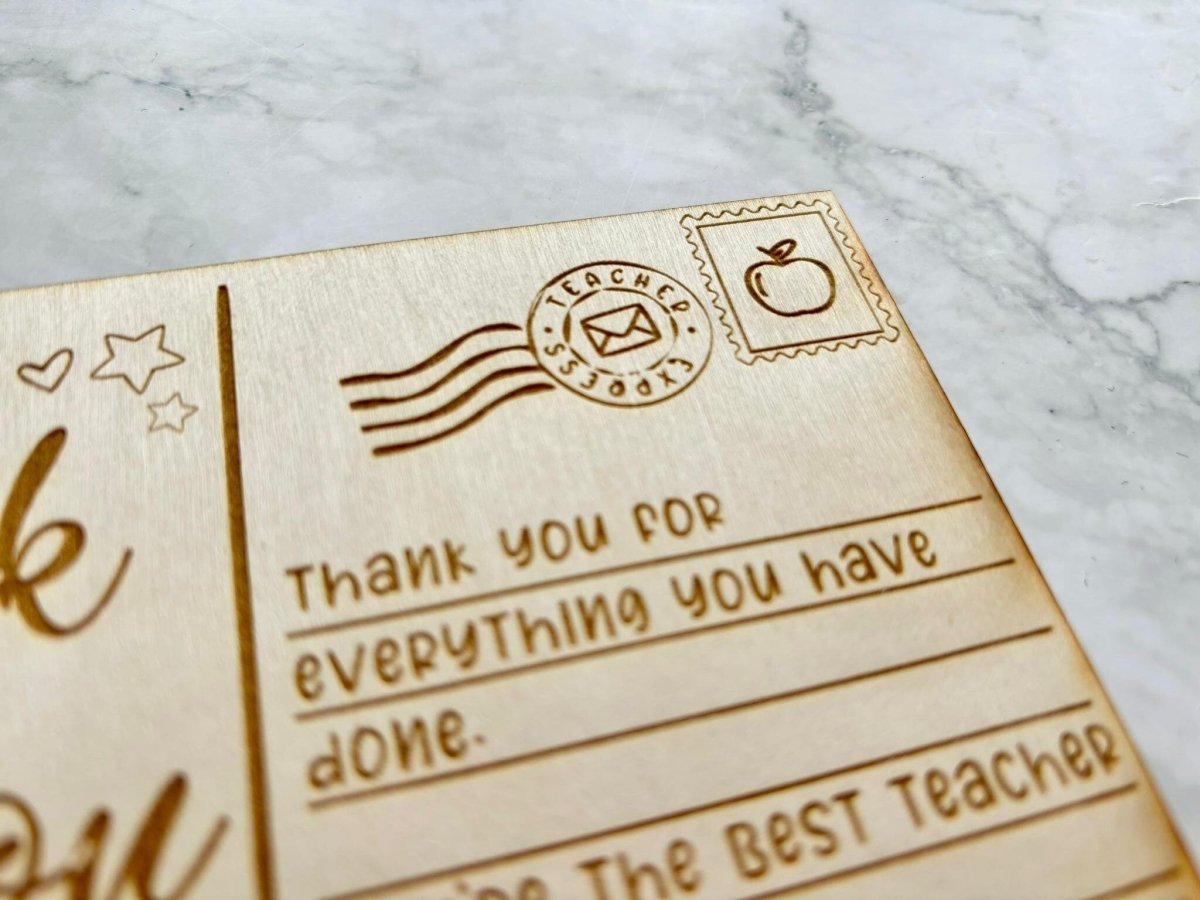 TEACHER
EXPRESS
Thank you for
everything you have
done.
the best teacher